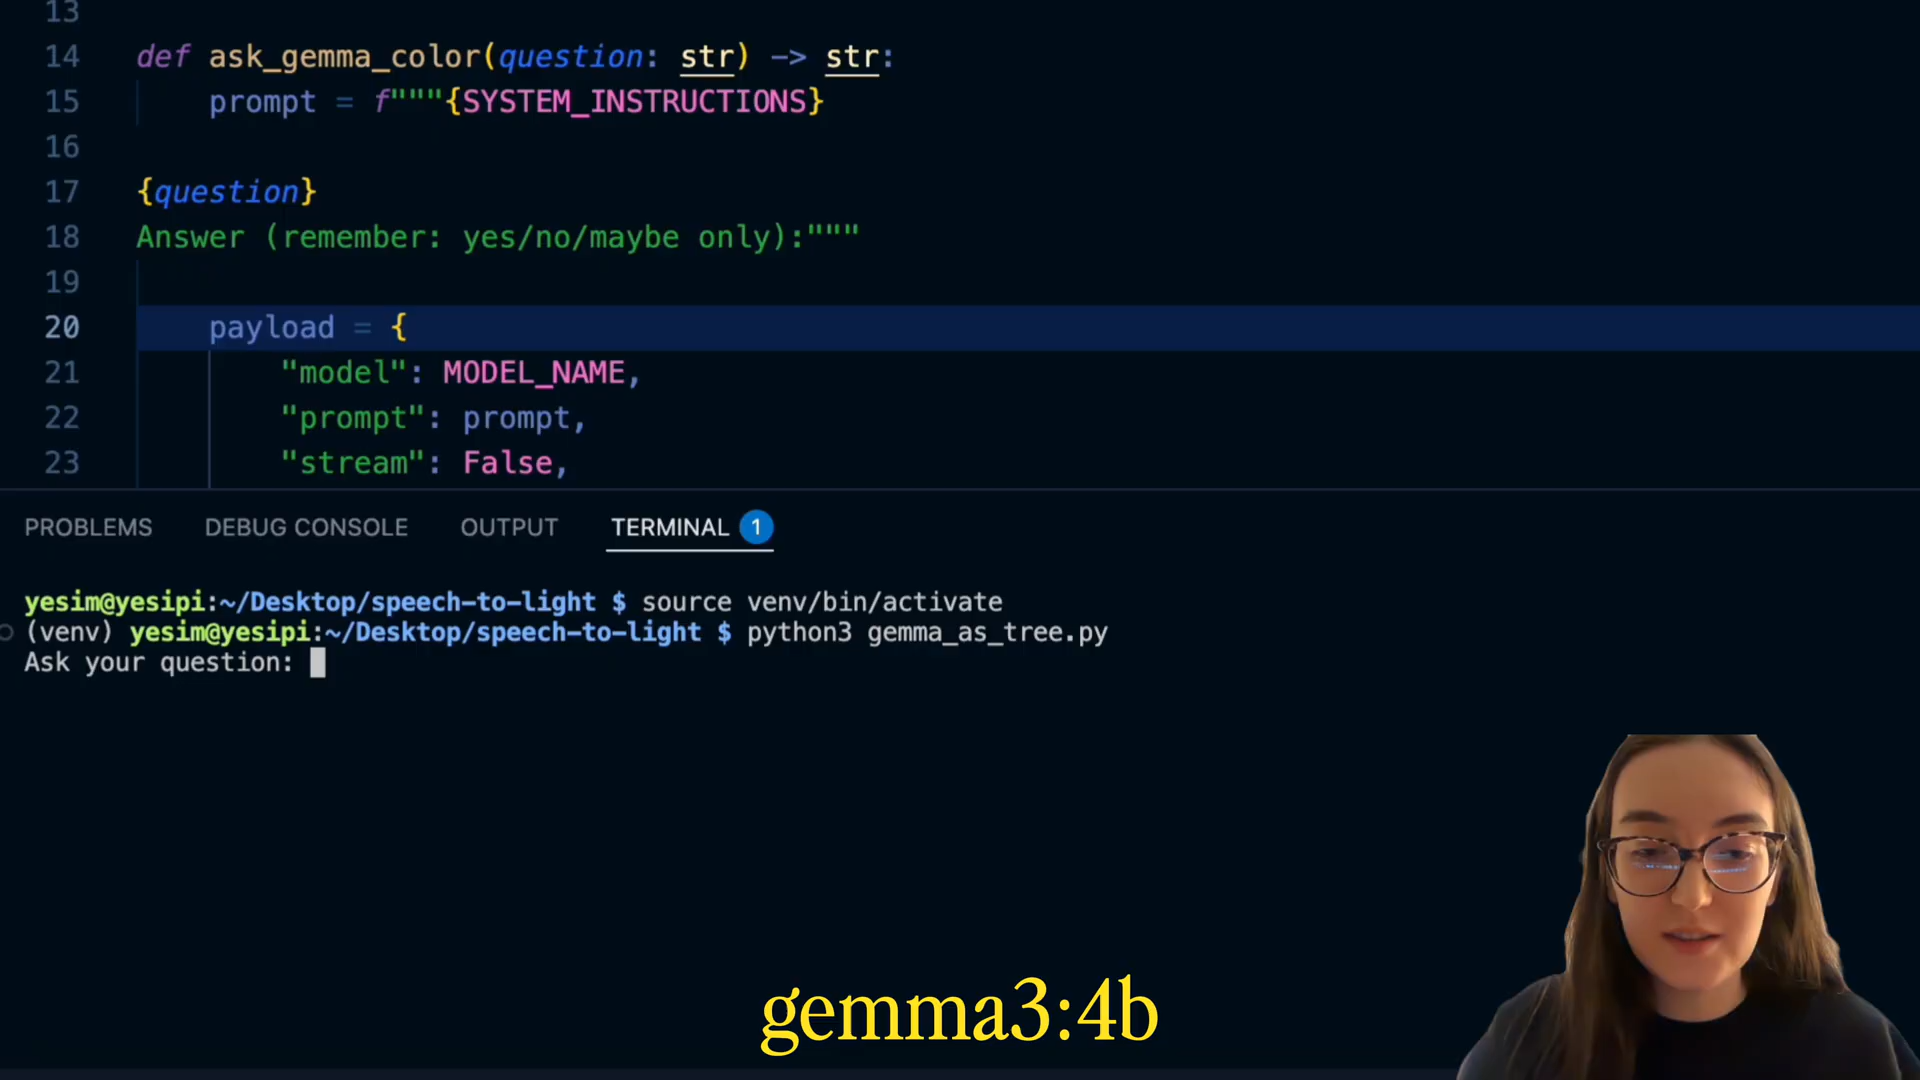 13
14 def ask_gemma_color(question: str) -> str:
15 prompt = f"""{SYSTEM_INSTRUCTIONS}
16
17 {question}
18 Answer (remember: yes/no/maybe only):"""
19
20 payload = {
21 "model": MODEL_NAME,
22 "prompt": prompt,
23 "stream": False,
PROBLEMS DEBUG CONSOLE OUTPUT TERMINAL 1
yesim@yesipi:~/Desktop/speech-to-light $ source venv/bin/activate
(venv) yesim@yesipi:~/Desktop/speech-to-light $ python3 gemma_as_tree.py
Ask your question:
gemma3:4b